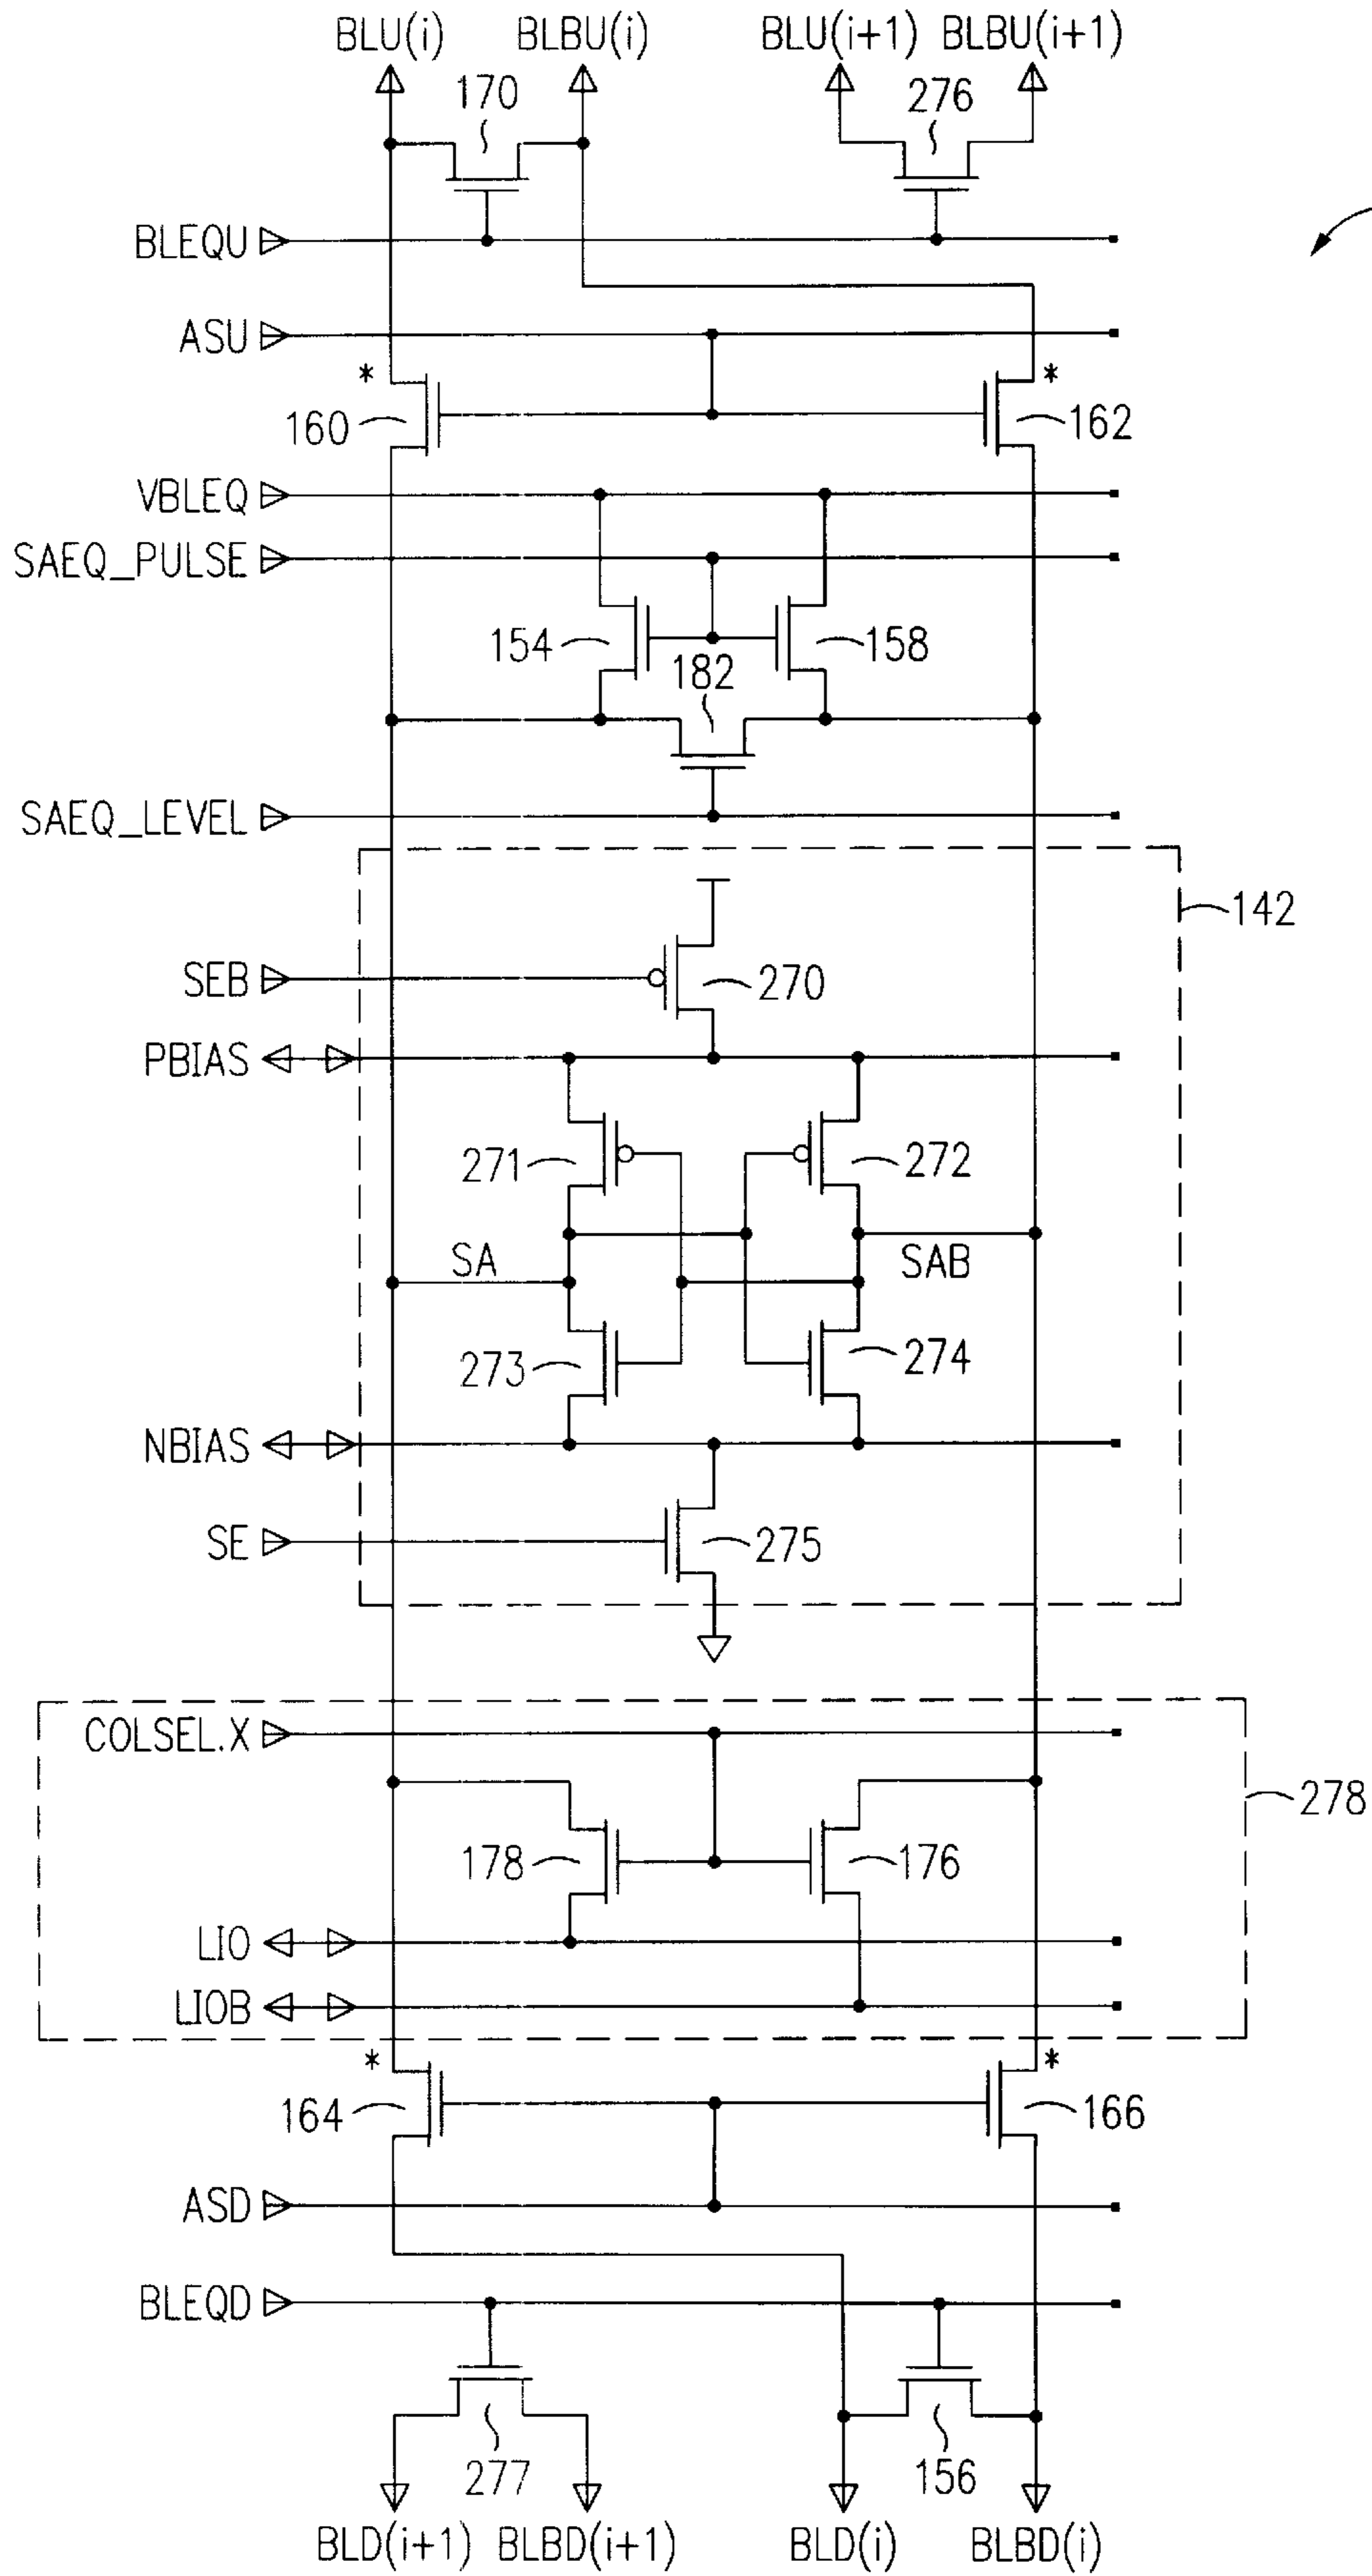 BLU(i) BLBU(i) BLU(i+1) BLBU(i+1)
170 276
BLEQU
ASU
* *
160 162
VBLEQ
SAEQ_PULSE
154 158
182
SAEQ_LEVEL
142
SEB 270
PBIAS
271 272
SA SAB
273 274
NBIAS
SE 275
COLSEL.X
278
178 176
LIO
LIOB
* *
164 166
ASD
BLEQD
277 156
BLD(i+1) BLBD(i+1) BLD(i) BLBD(i)